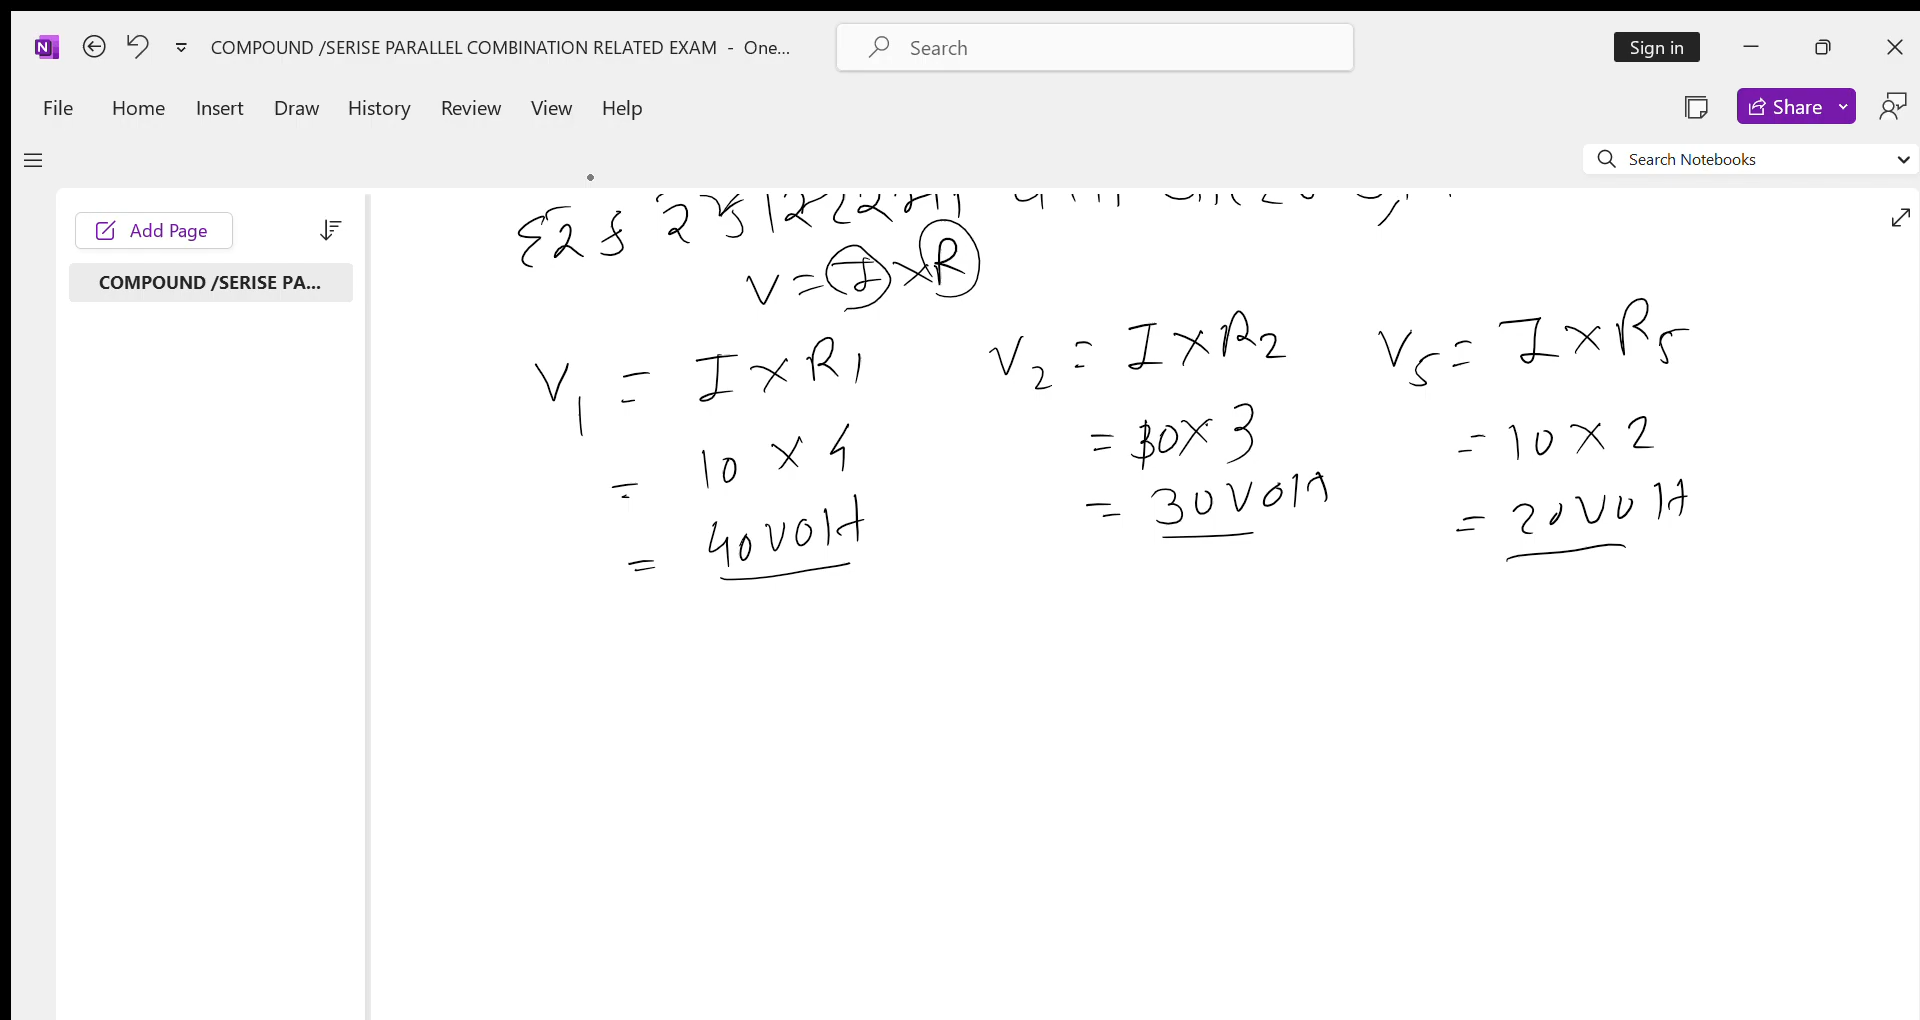 COMPOUND /SERISE PARALLEL COMBINATION RELATED EXAM - One...
Search
Sign in
File Home Insert Draw History Review View Help
Share
Search Notebooks
Add Page
COMPOUND /SERISE PA...
V = I × R
V1 = I × R1
= 10 × 4
= 40 volt
V2 = I × R2
= 10 × 3
= 30 volt
V5 = I × R5
= 10 × 2
= 20 volt